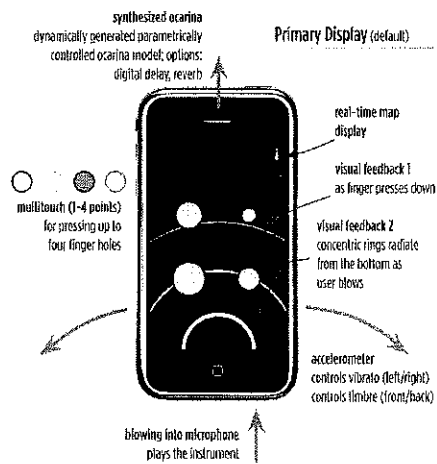 synthesized ocarina
dynamically generated parametrically
controlled ocarina model; options:
digital delay, reverb
Primary Display (default)
real-time map
display
visual feedback 1
as finger presses down
multitouch (1-4 points)
for pressing up to
four finger holes
visual feedback 2
concentric rings radiate
from the bottom as
user blows
accelerometer
controls vibrato (left/right)
controls timbre (front/back)
blowing into microphone
plays the instrument